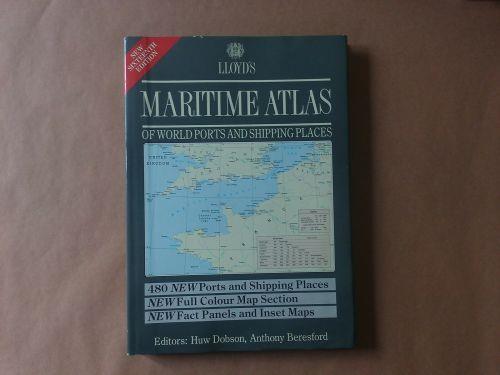 NEW
SIXTEENTH
EDITION
LLOYD'S
MARITIME ATLAS
OF WORLD PORTS AND SHIPPING PLACES
UNITED
KINGDOM
480 NEW Ports and Shipping Places
NEW Full Colour Map Section
NEW Fact Panels and Inset Maps
Editors: Huw Dobson, Anthony Beresford